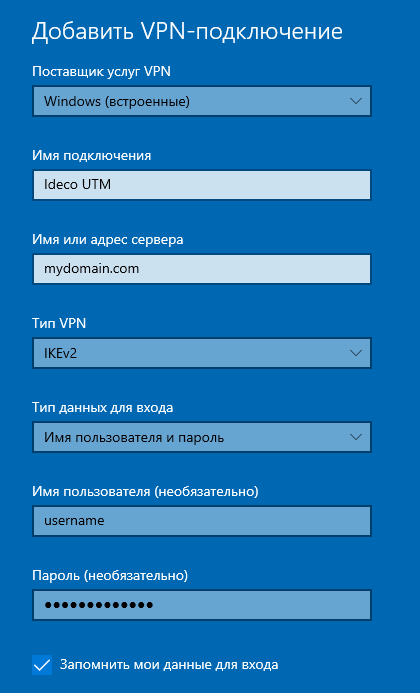 Добавить VPN-подключение
Поставщик услуг VPN
Windows (встроенные)
Имя подключения
Ideco UTM
Имя или адрес сервера
mydomain.com
Тип VPN
IKEv2
Тип данных для входа
Имя пользователя и пароль
Имя пользователя (необязательно)
username
Пароль (необязательно)
●●●●●●●●●●●●●
Запомнить мои данные для входа